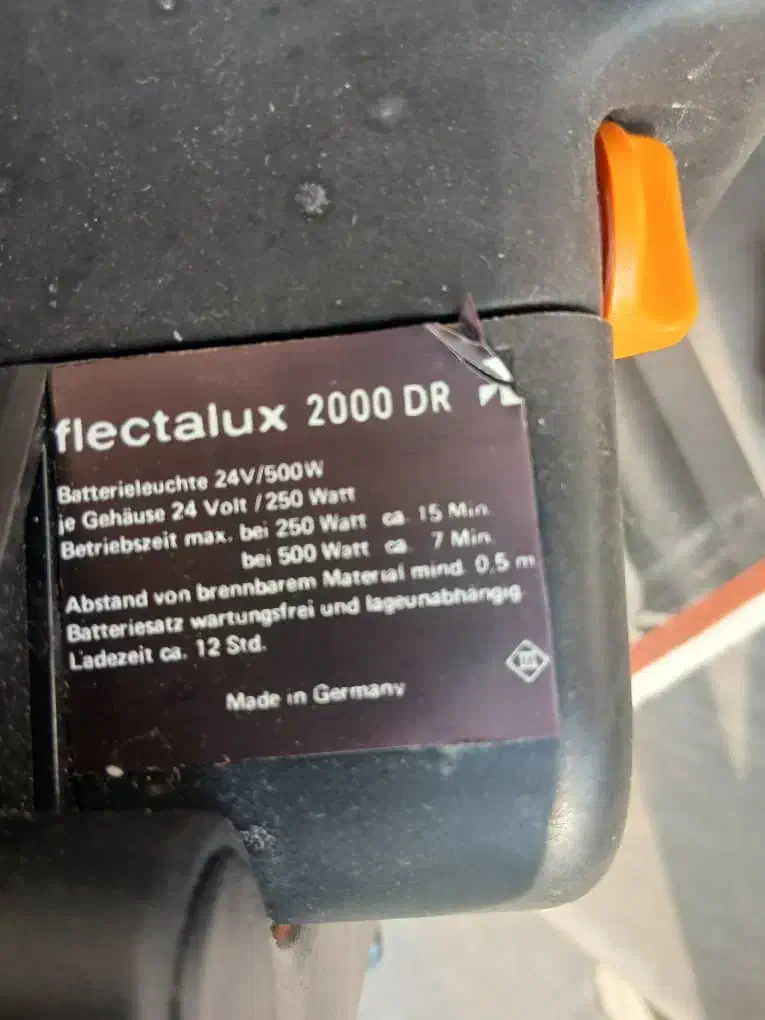 flectalux 2000 DR
Batterieleuchte 24V/500W
je Gehäuse 24 Volt /250 Watt
Betriebszeit max. bei 250 Watt ca. 15 Min.
bei 500 Watt ca. 7 Min.
Abstand von brennbarem Material mind. 0,5 m
Batteriesatz wartungsfrei und lageunabhängig
Ladezeit ca. 12 Std.
Made in Germany